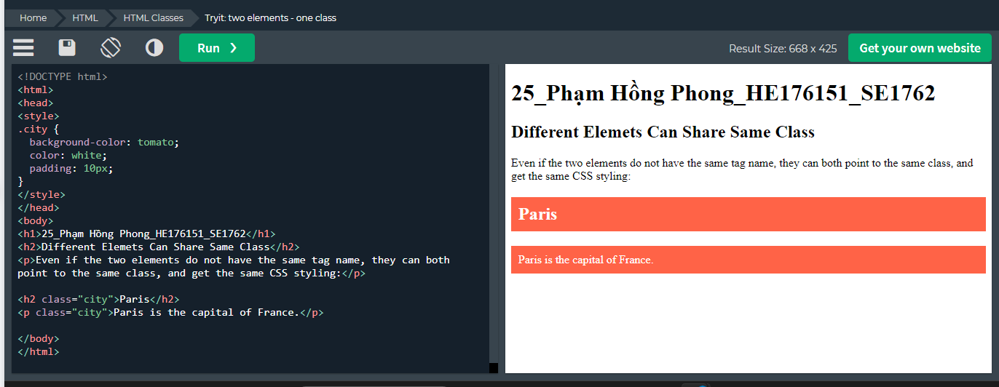 Home HTML HTML Classes Tryit: two elements - one class
Run ❯ Result Size: 668 x 425 Get your own website
<!DOCTYPE html>
<html>
<head>
<style>
.city {
  background-color: tomato;
  color: white;
  padding: 10px;
}
</style>
</head>
<body>
<h1>25_Phạm Hồng Phong_HE176151_SE1762</h1>
<h2>Different Elemets Can Share Same Class</h2>
<p>Even if the two elements do not have the same tag name, they can both
point to the same class, and get the same CSS styling:</p>
<h2 class="city">Paris</h2>
<p class="city">Paris is the capital of France.</p>
</body>
</html>
25_Phạm Hồng Phong_HE176151_SE1762
Different Elemets Can Share Same Class
Even if the two elements do not have the same tag name, they can both point to the same class, and
get the same CSS styling:
Paris
Paris is the capital of France.